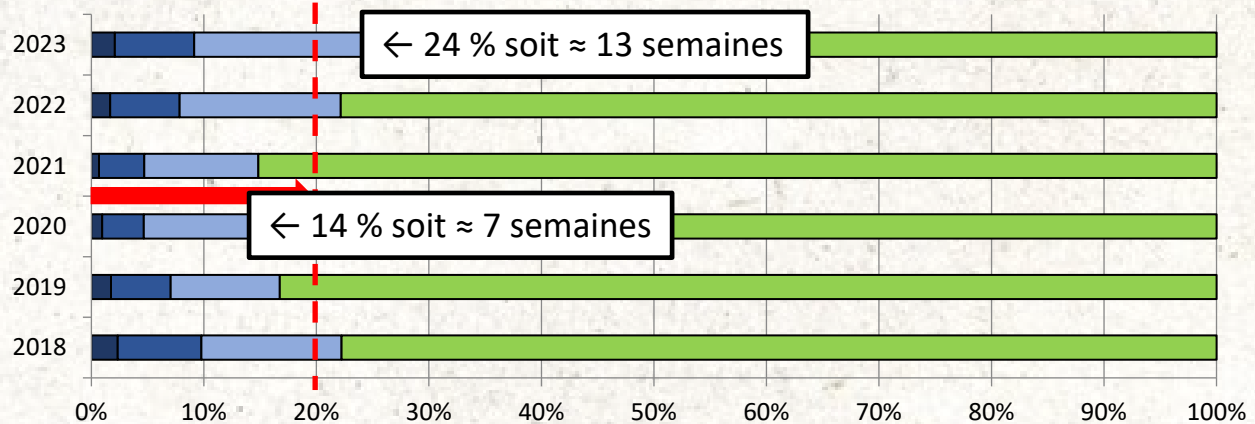 2023
← 24 % soit ≈ 13 semaines
2022
2021
2020
← 14 % soit ≈ 7 semaines
2019
2018
0% 10% 20% 30% 40% 50% 60% 70% 80% 90% 100%